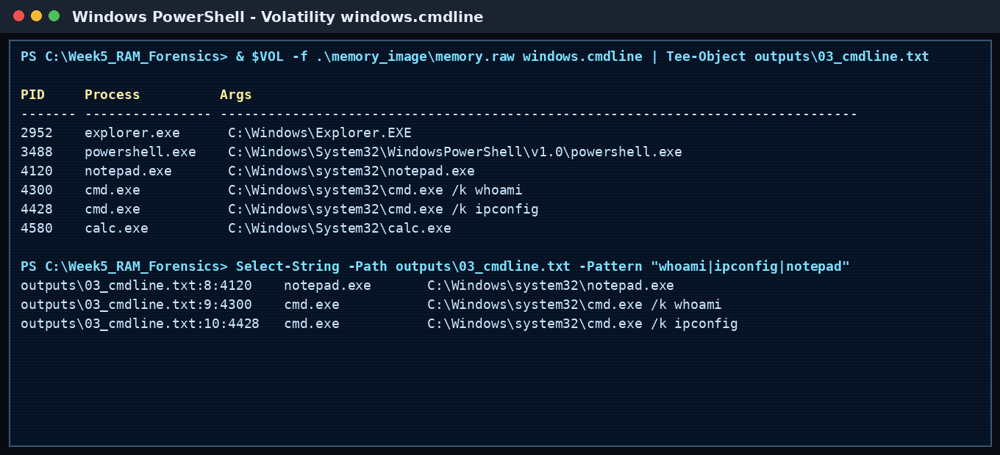 Windows PowerShell - Volatility windows.cmdline
PS C:\Week5_RAM_Forensics> & $VOL -f .\memory_image\memory.raw windows.cmdline | Tee-Object outputs\03_cmdline.txt
PID     Process          Args
------- ---------------- --------------------------------------------------------------------------------
2952    explorer.exe      C:\Windows\Explorer.EXE
3488    powershell.exe    C:\Windows\System32\WindowsPowerShell\v1.0\powershell.exe
4120    notepad.exe       C:\Windows\system32\notepad.exe
4300    cmd.exe           C:\Windows\system32\cmd.exe /k whoami
4428    cmd.exe           C:\Windows\system32\cmd.exe /k ipconfig
4580    calc.exe          C:\Windows\System32\calc.exe
PS C:\Week5_RAM_Forensics> Select-String -Path outputs\03_cmdline.txt -Pattern "whoami|ipconfig|notepad"
outputs\03_cmdline.txt:8:4120    notepad.exe       C:\Windows\system32\notepad.exe
outputs\03_cmdline.txt:9:4300    cmd.exe           C:\Windows\system32\cmd.exe /k whoami
outputs\03_cmdline.txt:10:4428   cmd.exe           C:\Windows\system32\cmd.exe /k ipconfig